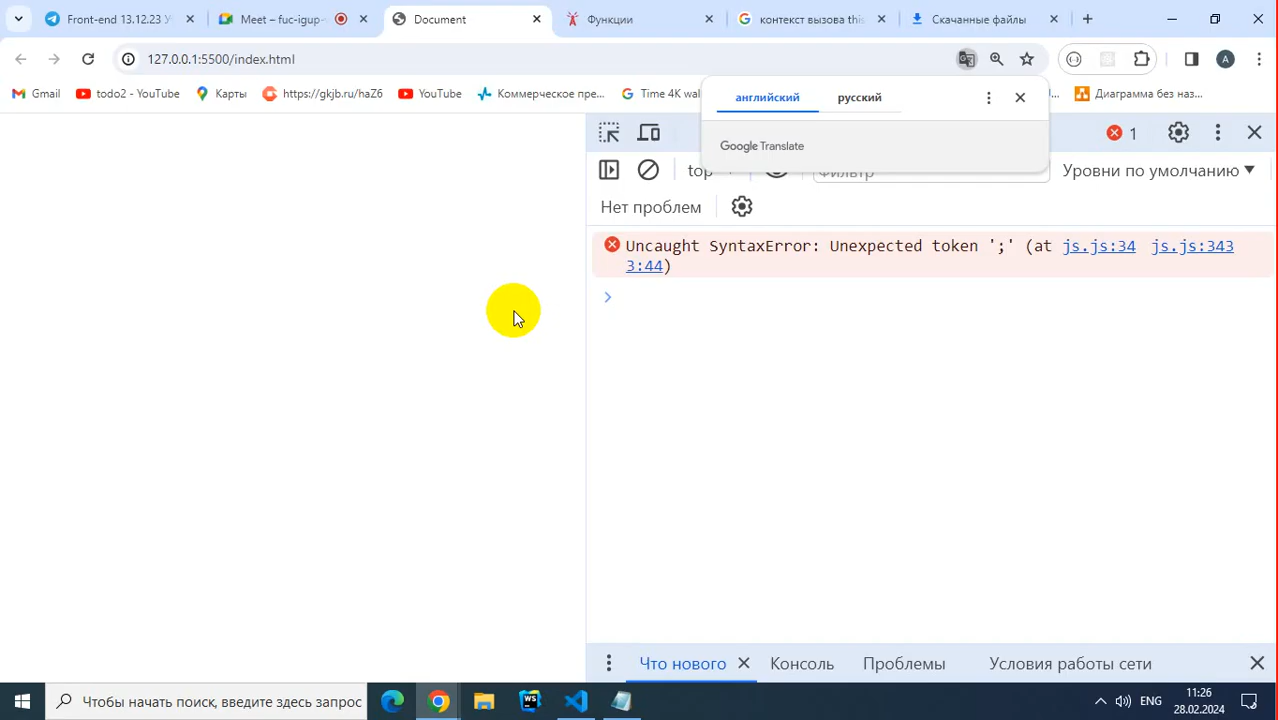 Front-end 13.12.23 У
Meet – fuc-igup-
Document
Функции
контекст вызова this
Скачанные файлы
127.0.0.1:5500/index.html
A
Gmail
todo2 - YouTube
Карты
https://gkjb.ru/haZ6
YouTube
Коммерческое пре...
Time 4K wal
Диаграмма без наз...
английский
русский
Google Translate
1
top
Фильтр
Уровни по умолчанию
Нет проблем
Uncaught SyntaxError: Unexpected token ';' (at js.js:34 js.js:343
3:44)
Что нового
Консоль
Проблемы
Условия работы сети
Чтобы начать поиск, введите здесь запрос
WS
ENG
11:26
28.02.2024